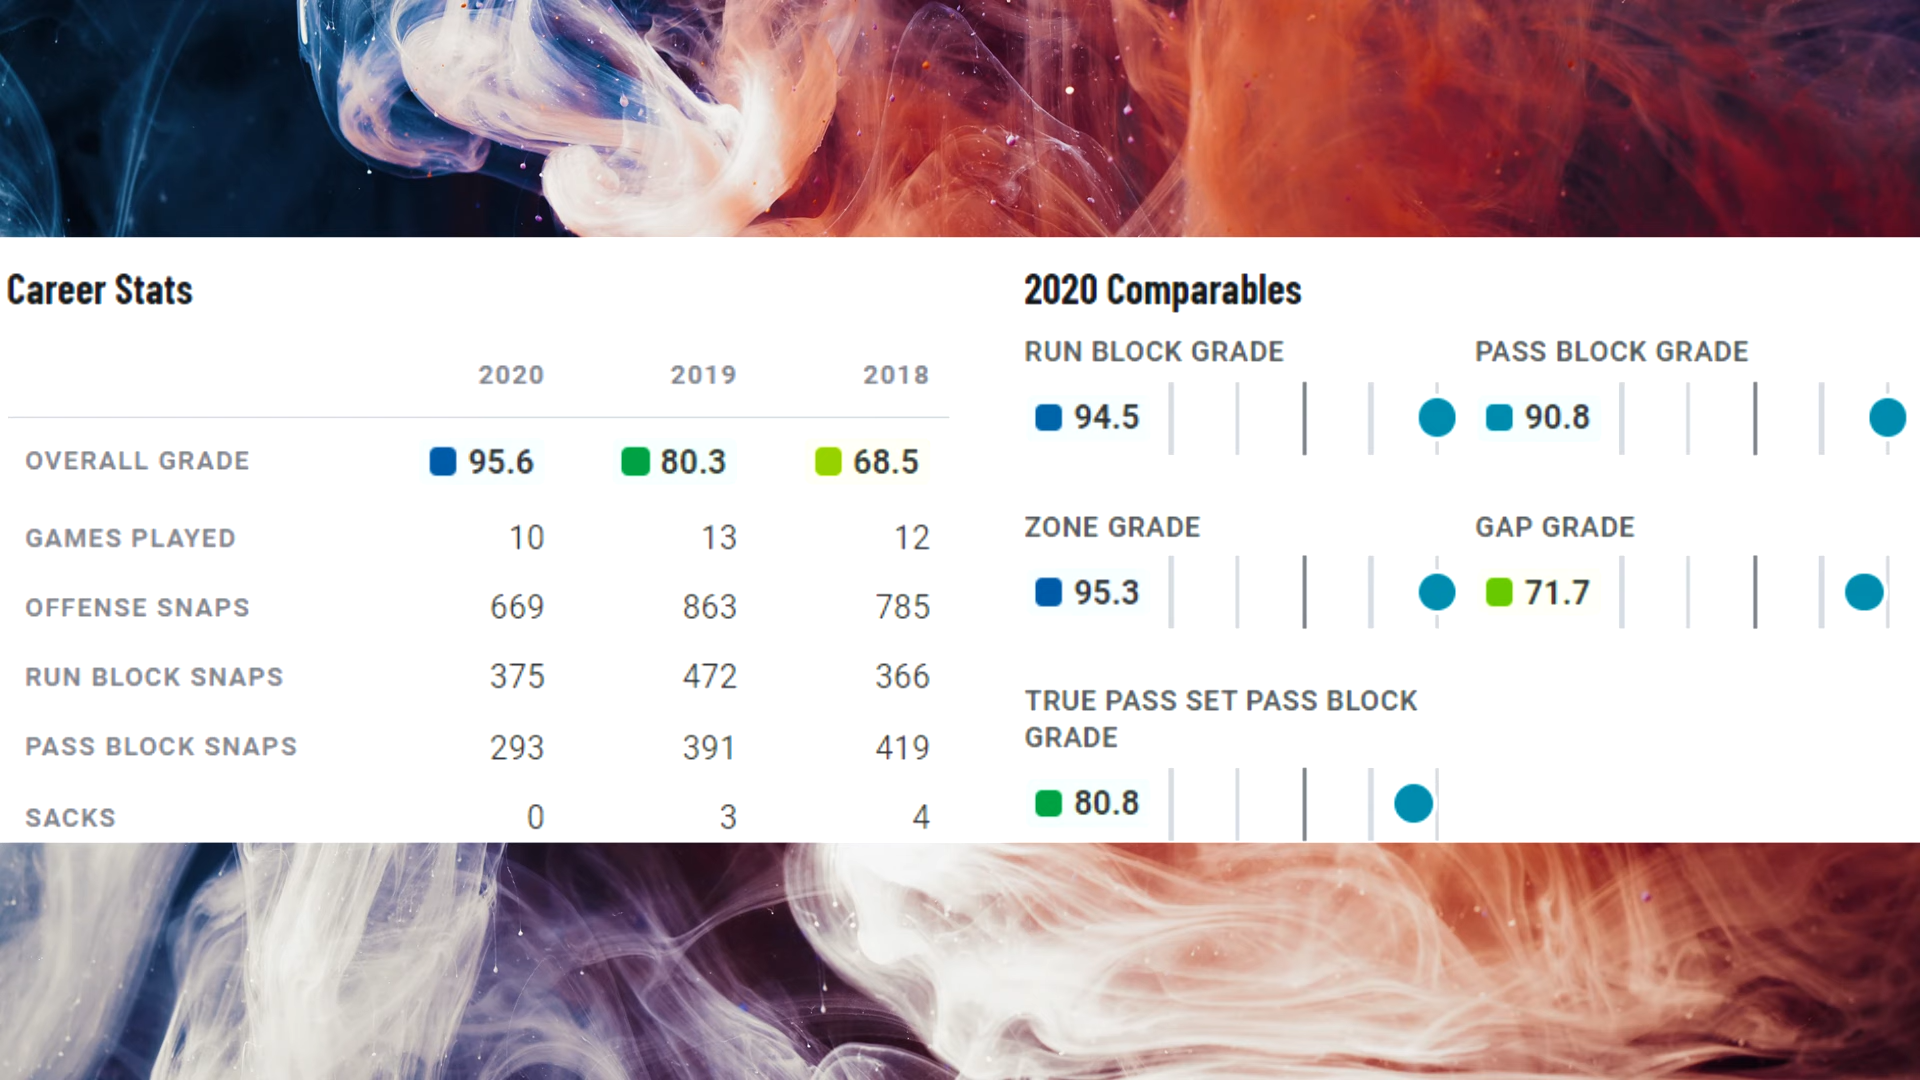 Career Stats
2020 2019 2018
OVERALL GRADE 95.6 80.3 68.5
GAMES PLAYED 10 13 12
OFFENSE SNAPS 669 863 785
RUN BLOCK SNAPS 375 472 366
PASS BLOCK SNAPS 293 391 419
SACKS 0 3 4
2020 Comparables
RUN BLOCK GRADE
94.5
PASS BLOCK GRADE
90.8
ZONE GRADE
95.3
GAP GRADE
71.7
TRUE PASS SET PASS BLOCK
GRADE
80.8